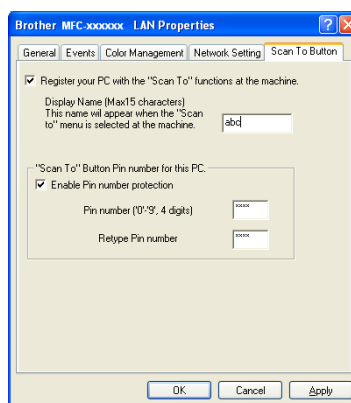 Brother MFC-xxxxxx LAN Properties
General Events Color Management Network Setting Scan To Button
Register your PC with the "Scan To" functions at the machine.
Display Name (Max15 characters)
This name will appear when the "Scan
to" menu is selected at the machine.
abc
"Scan To" Button Pin number for this PC.
Enable Pin number protection
Pin number ('0'-'9', 4 digits) xxxx
Retype Pin number xxxx
OK Cancel Apply